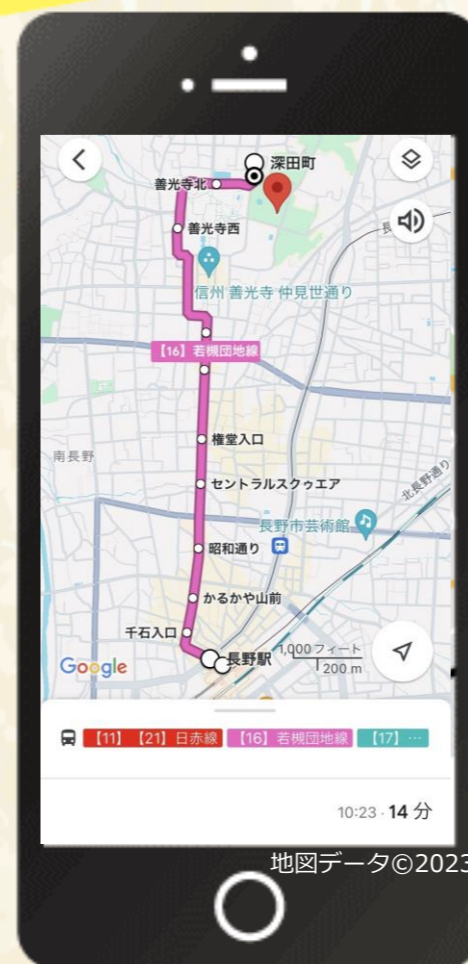 深田町
善光寺北
善光寺西
信州 善光寺 仲見世通り
【16】若槻団地線
権堂入口
南長野
セントラルスクゥエア
北長野通り
長野市芸術館
昭和通り
かるかや山前
千石入口
長野駅
1,000 フィート
200 m
Google
【11】【21】日赤線 【16】若槻団地線 【17】…
10:23 · 14 分
地図データ©2023